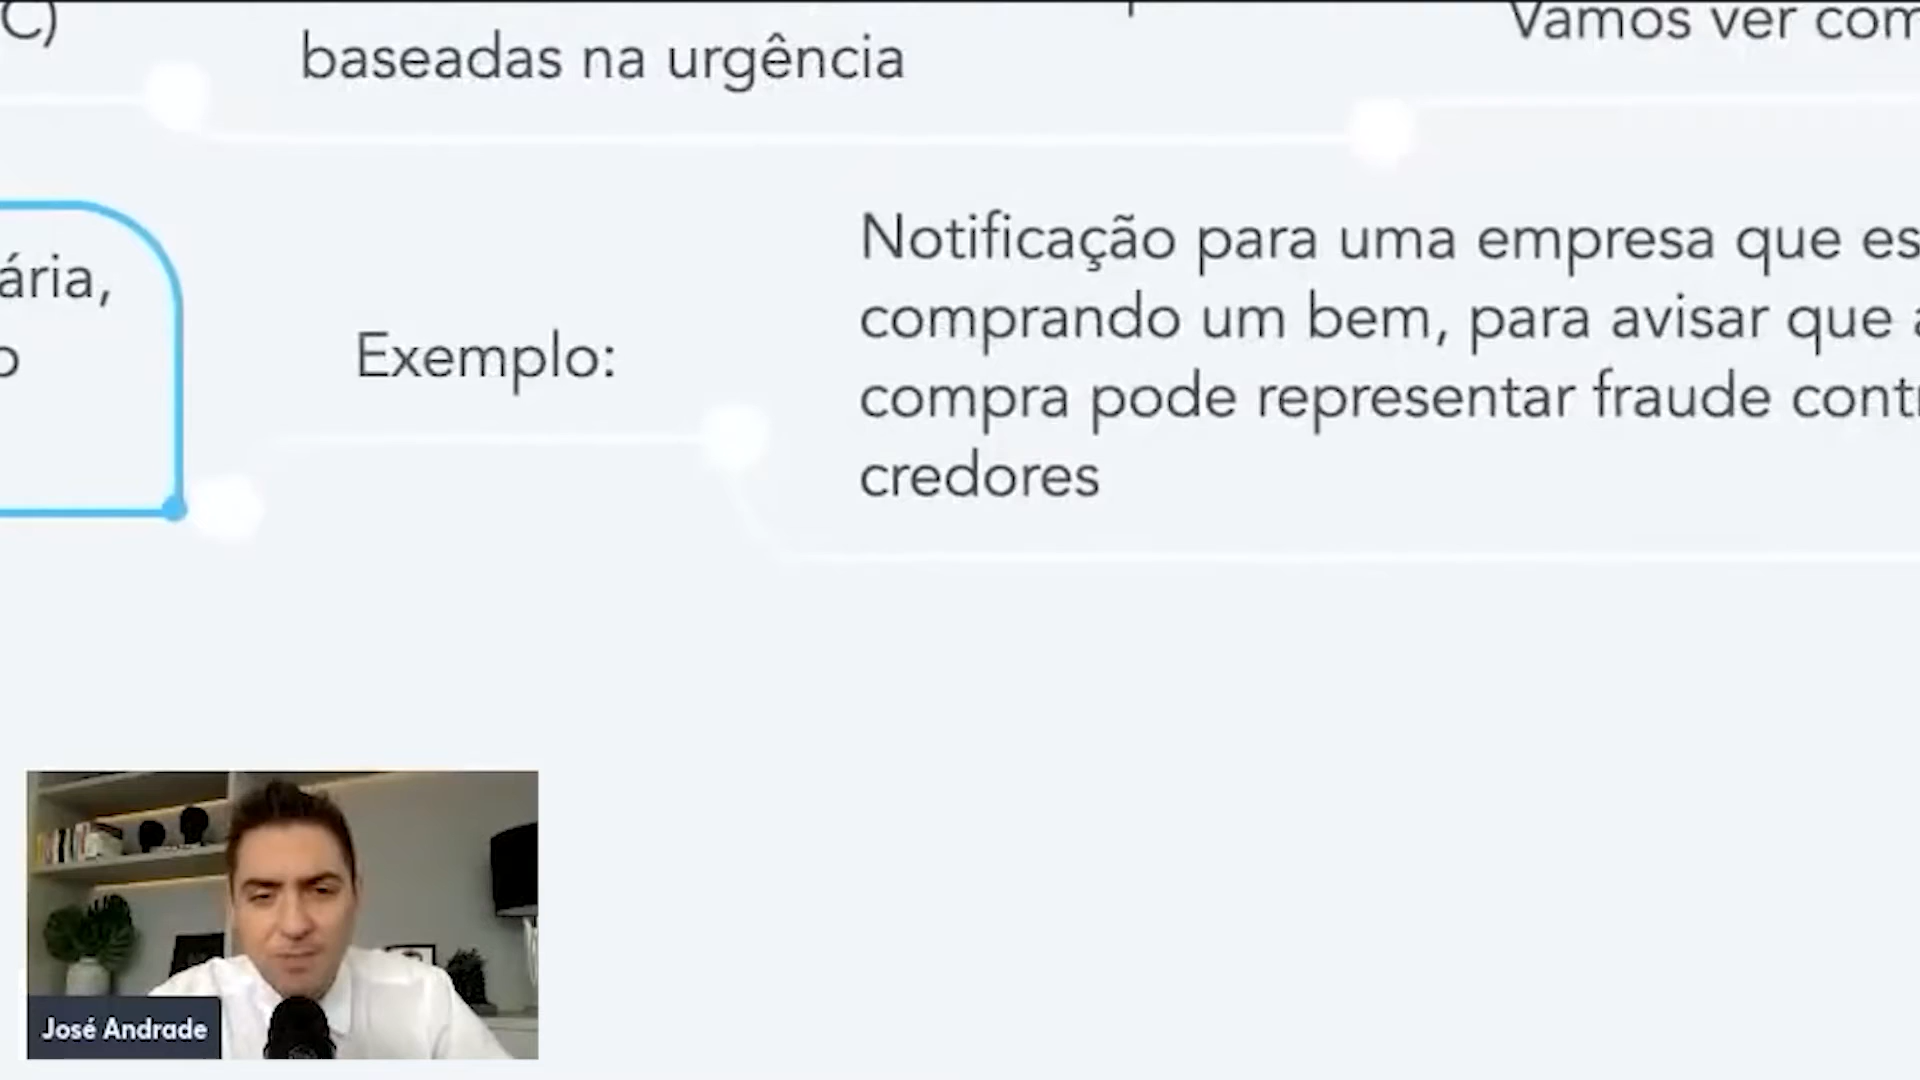 C)
baseadas na urgência
Vamos ver com
ária,
o
Exemplo:
Notificação para uma empresa que es
comprando um bem, para avisar que a
compra pode representar fraude contr
credores
José Andrade